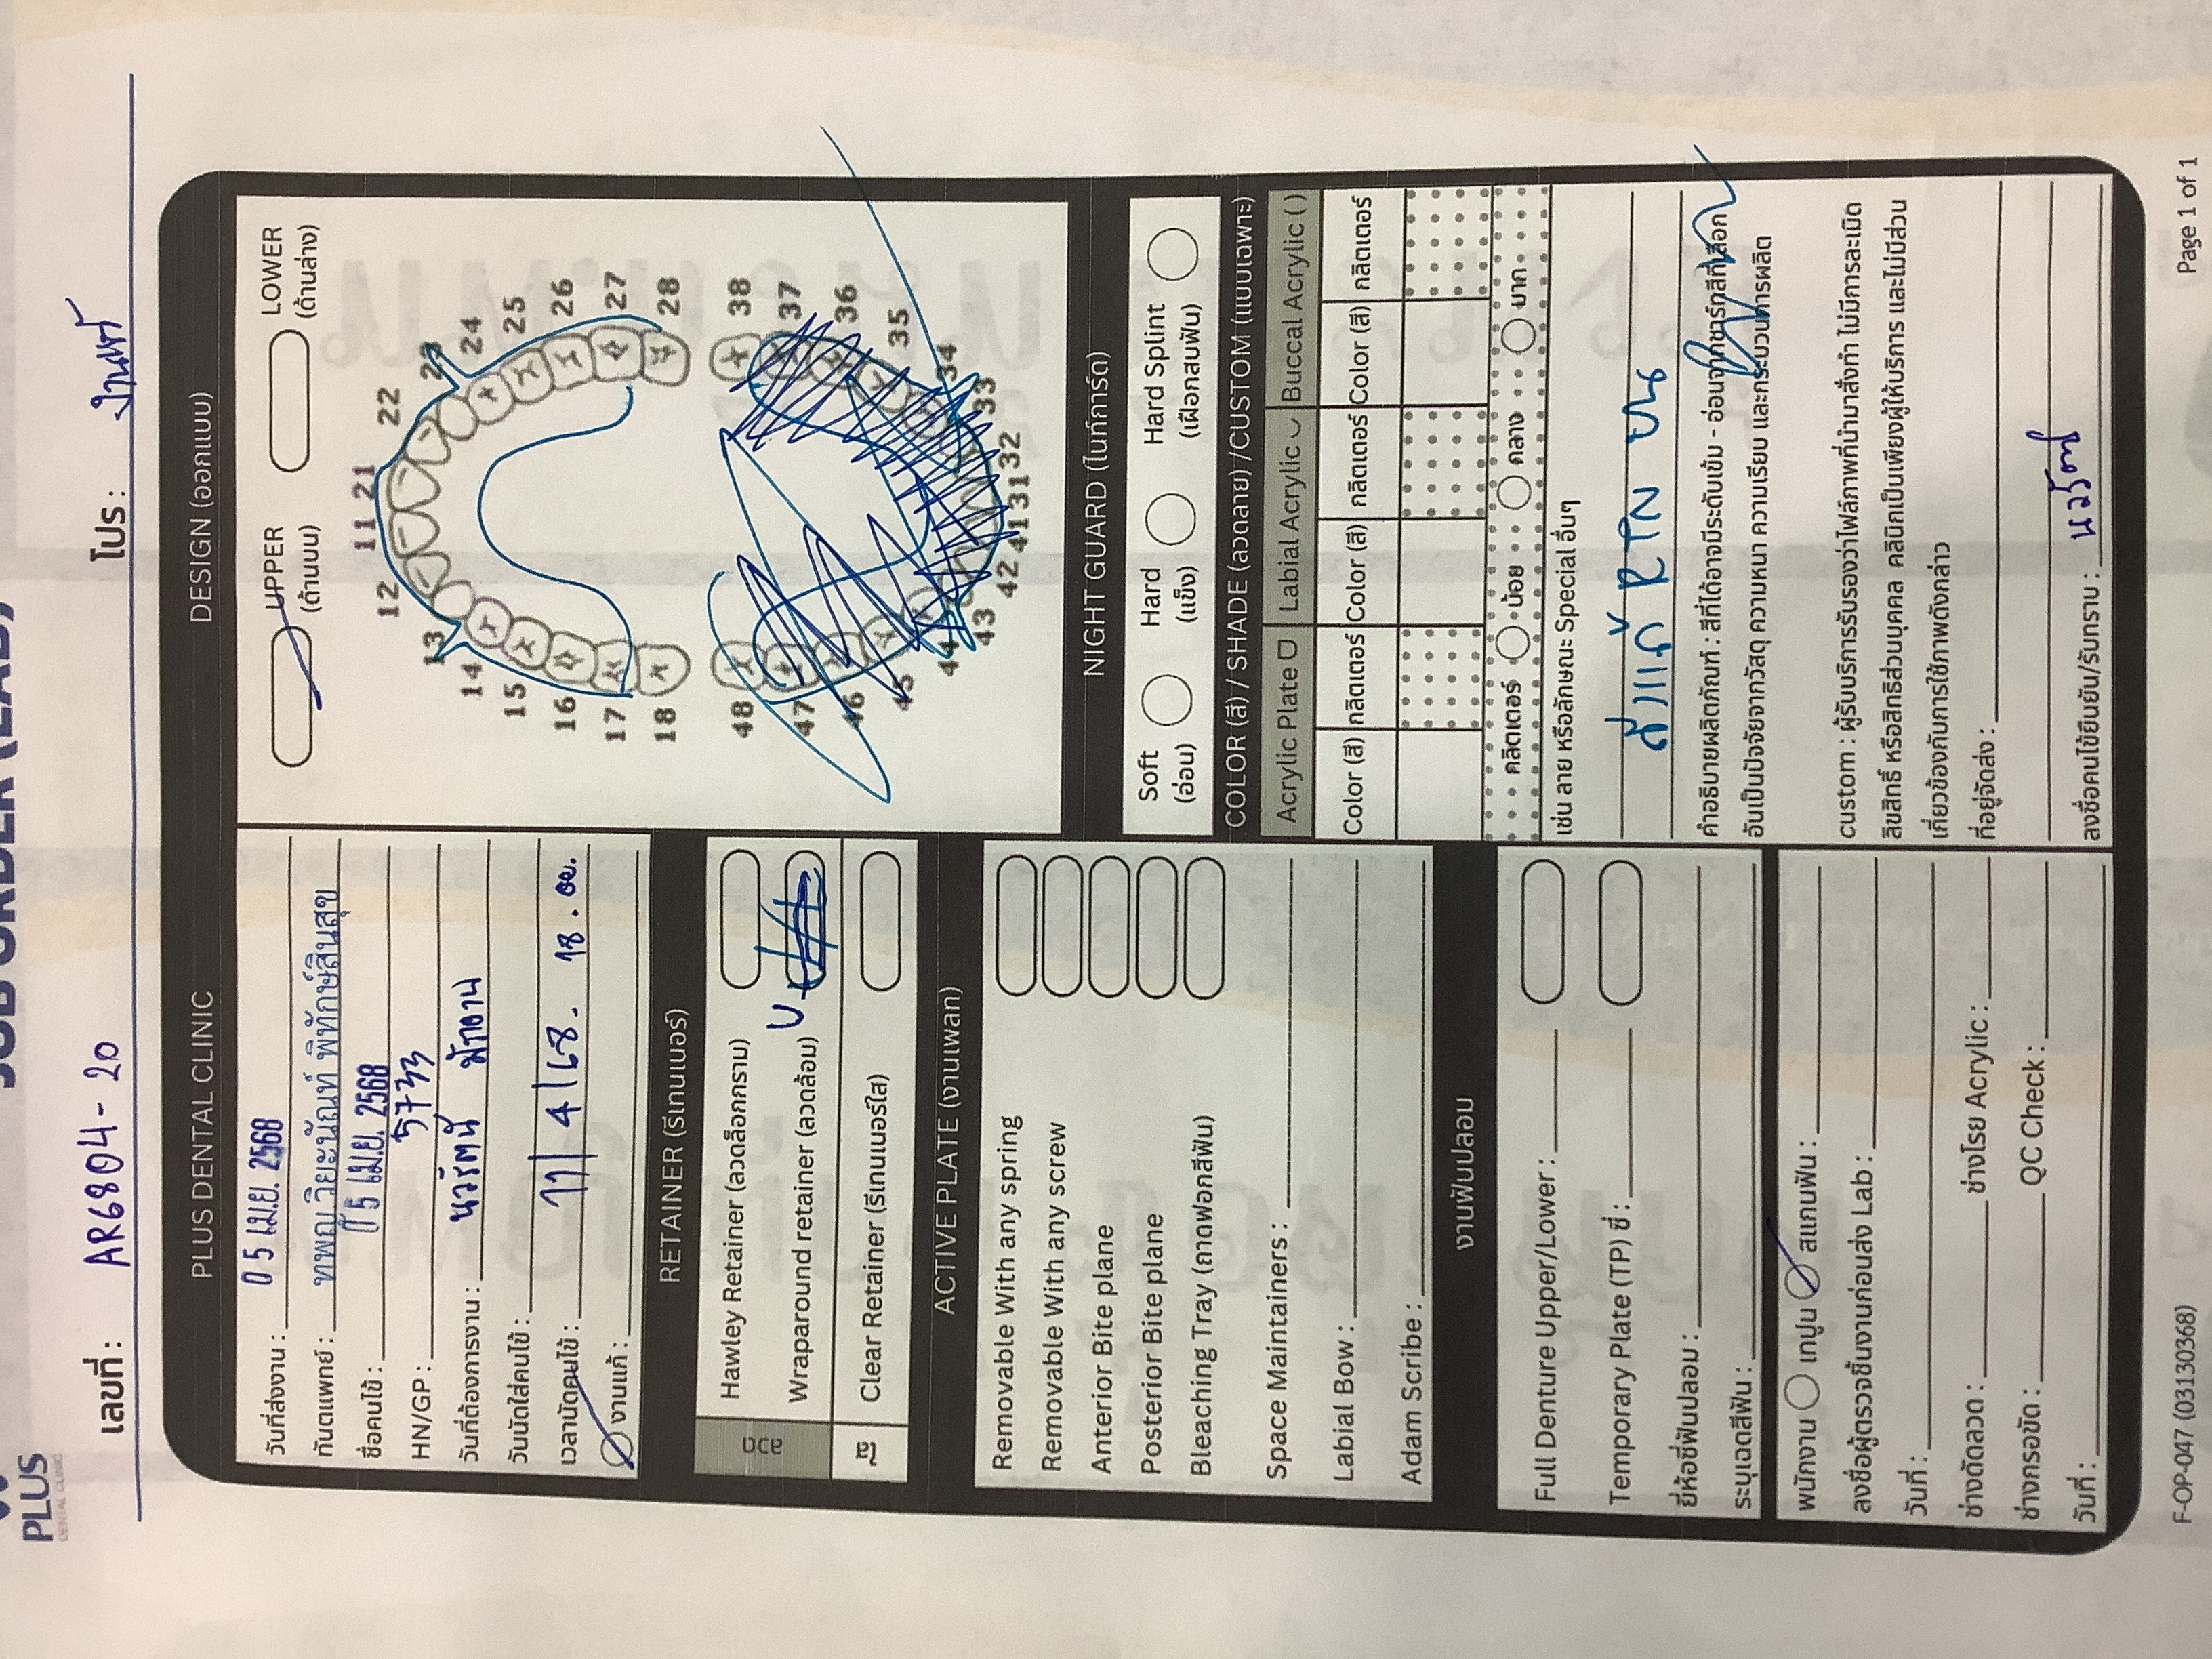 JOB ORDER (LAB)
PLUS
DENTAL CLINIC
เลขที่ : AR6804-20
โปร : งานแก้
PLUS DENTAL CLINIC
วันที่ส่งงาน : 05 เม.ย. 2568
ทันตแพทย์ : ทพญ.วิยะนัณท์ พิทักษ์สินสุข
ชื่อคนไข้ : 05 เม.ย. 2568
HN/GP : 5733
วันที่ต้องการงาน : นวรัตน์
วันนัดใส่คนไข้ :
เวลานัดคนไข้ : 11/4/68. 18.00.
งานแก้ :
RETAINER (รีเทนเนอร์)
ลวด
Hawley Retainer (ลวดล็อกกราม)
Wraparound retainer (ลวดล้อม) U
ใส
Clear Retainer (รีเทนเนอร์ใส)
ACTIVE PLATE (งานเพลท)
Removable With any spring
Removable With any screw
Anterior Bite plane
Posterior Bite plane
Bleaching Tray (ถาดฟอกสีฟัน)
Space Maintainers :
Labial Bow :
Adam Scribe :
งานฟันปลอม
Full Denture Upper/Lower :
Temporary Plate (TP) ซี่ :
ยี่ห้อซี่ฟันปลอม :
ระบุเฉดสีฟัน :
พนักงาน เทปูน สแกนฟัน :
ลงชื่อผู้ตรวจชิ้นงานก่อนส่ง Lab :
วันที่ :
ช่างดัดลวด : ช่างโรย Acrylic :
ช่างกรอขัด : QC Check :
วันที่ :
DESIGN (ออกแบบ)
UPPER
(ด้านบน)
LOWER
(ด้านล่าง)
11 21
12 22
13 23
14 24
15 25
16 26
17 27
18 28
48 38
47 37
46 36
45 35
44 34
43 33
42 41 31 32
NIGHT GUARD (ไนท์การ์ด)
Soft
(อ่อน)
Hard
(แข็ง)
Hard Splint
(เฝือกสบฟัน)
COLOR (สี) / SHADE (ลวดลาย) /CUSTOM (แบบเฉพาะ)
Acrylic Plate Labial Acrylic Buccal Acrylic ( )
Color (สี) กลิตเตอร์ Color (สี) กลิตเตอร์ Color (สี) กลิตเตอร์
คลิตเตอร์ น้อย กลาง มาก
เช่น ลาย หรือลักษณะ Special อื่นๆ
ส่งแก้ RTN บน
คำอธิบายผลิตภัณฑ์ : สีที่ได้อาจมีระดับเข้ม - อ่อนจากชาร์ทสีที่เลือก
อันเป็นปัจจัยจากวัสดุ ความหนา ความเรียบ และกระบวนการผลิต
custom : ผู้รับบริการรับรองว่าไฟล์ภาพที่นำมาสั่งทำ ไม่มีการละเมิด
ลิขสิทธิ์ หรือสิทธิส่วนบุคคล คลินิกเป็นเพียงผู้ให้บริการ และไม่มีส่วน
เกี่ยวข้องกับการใช้ภาพดังกล่าว
ที่อยู่จัดส่ง :
ลงชื่อคนไข้ยืนยัน/รับทราบ : นวรัตน์
F-OP-047 (03130368)
Page 1 of 1